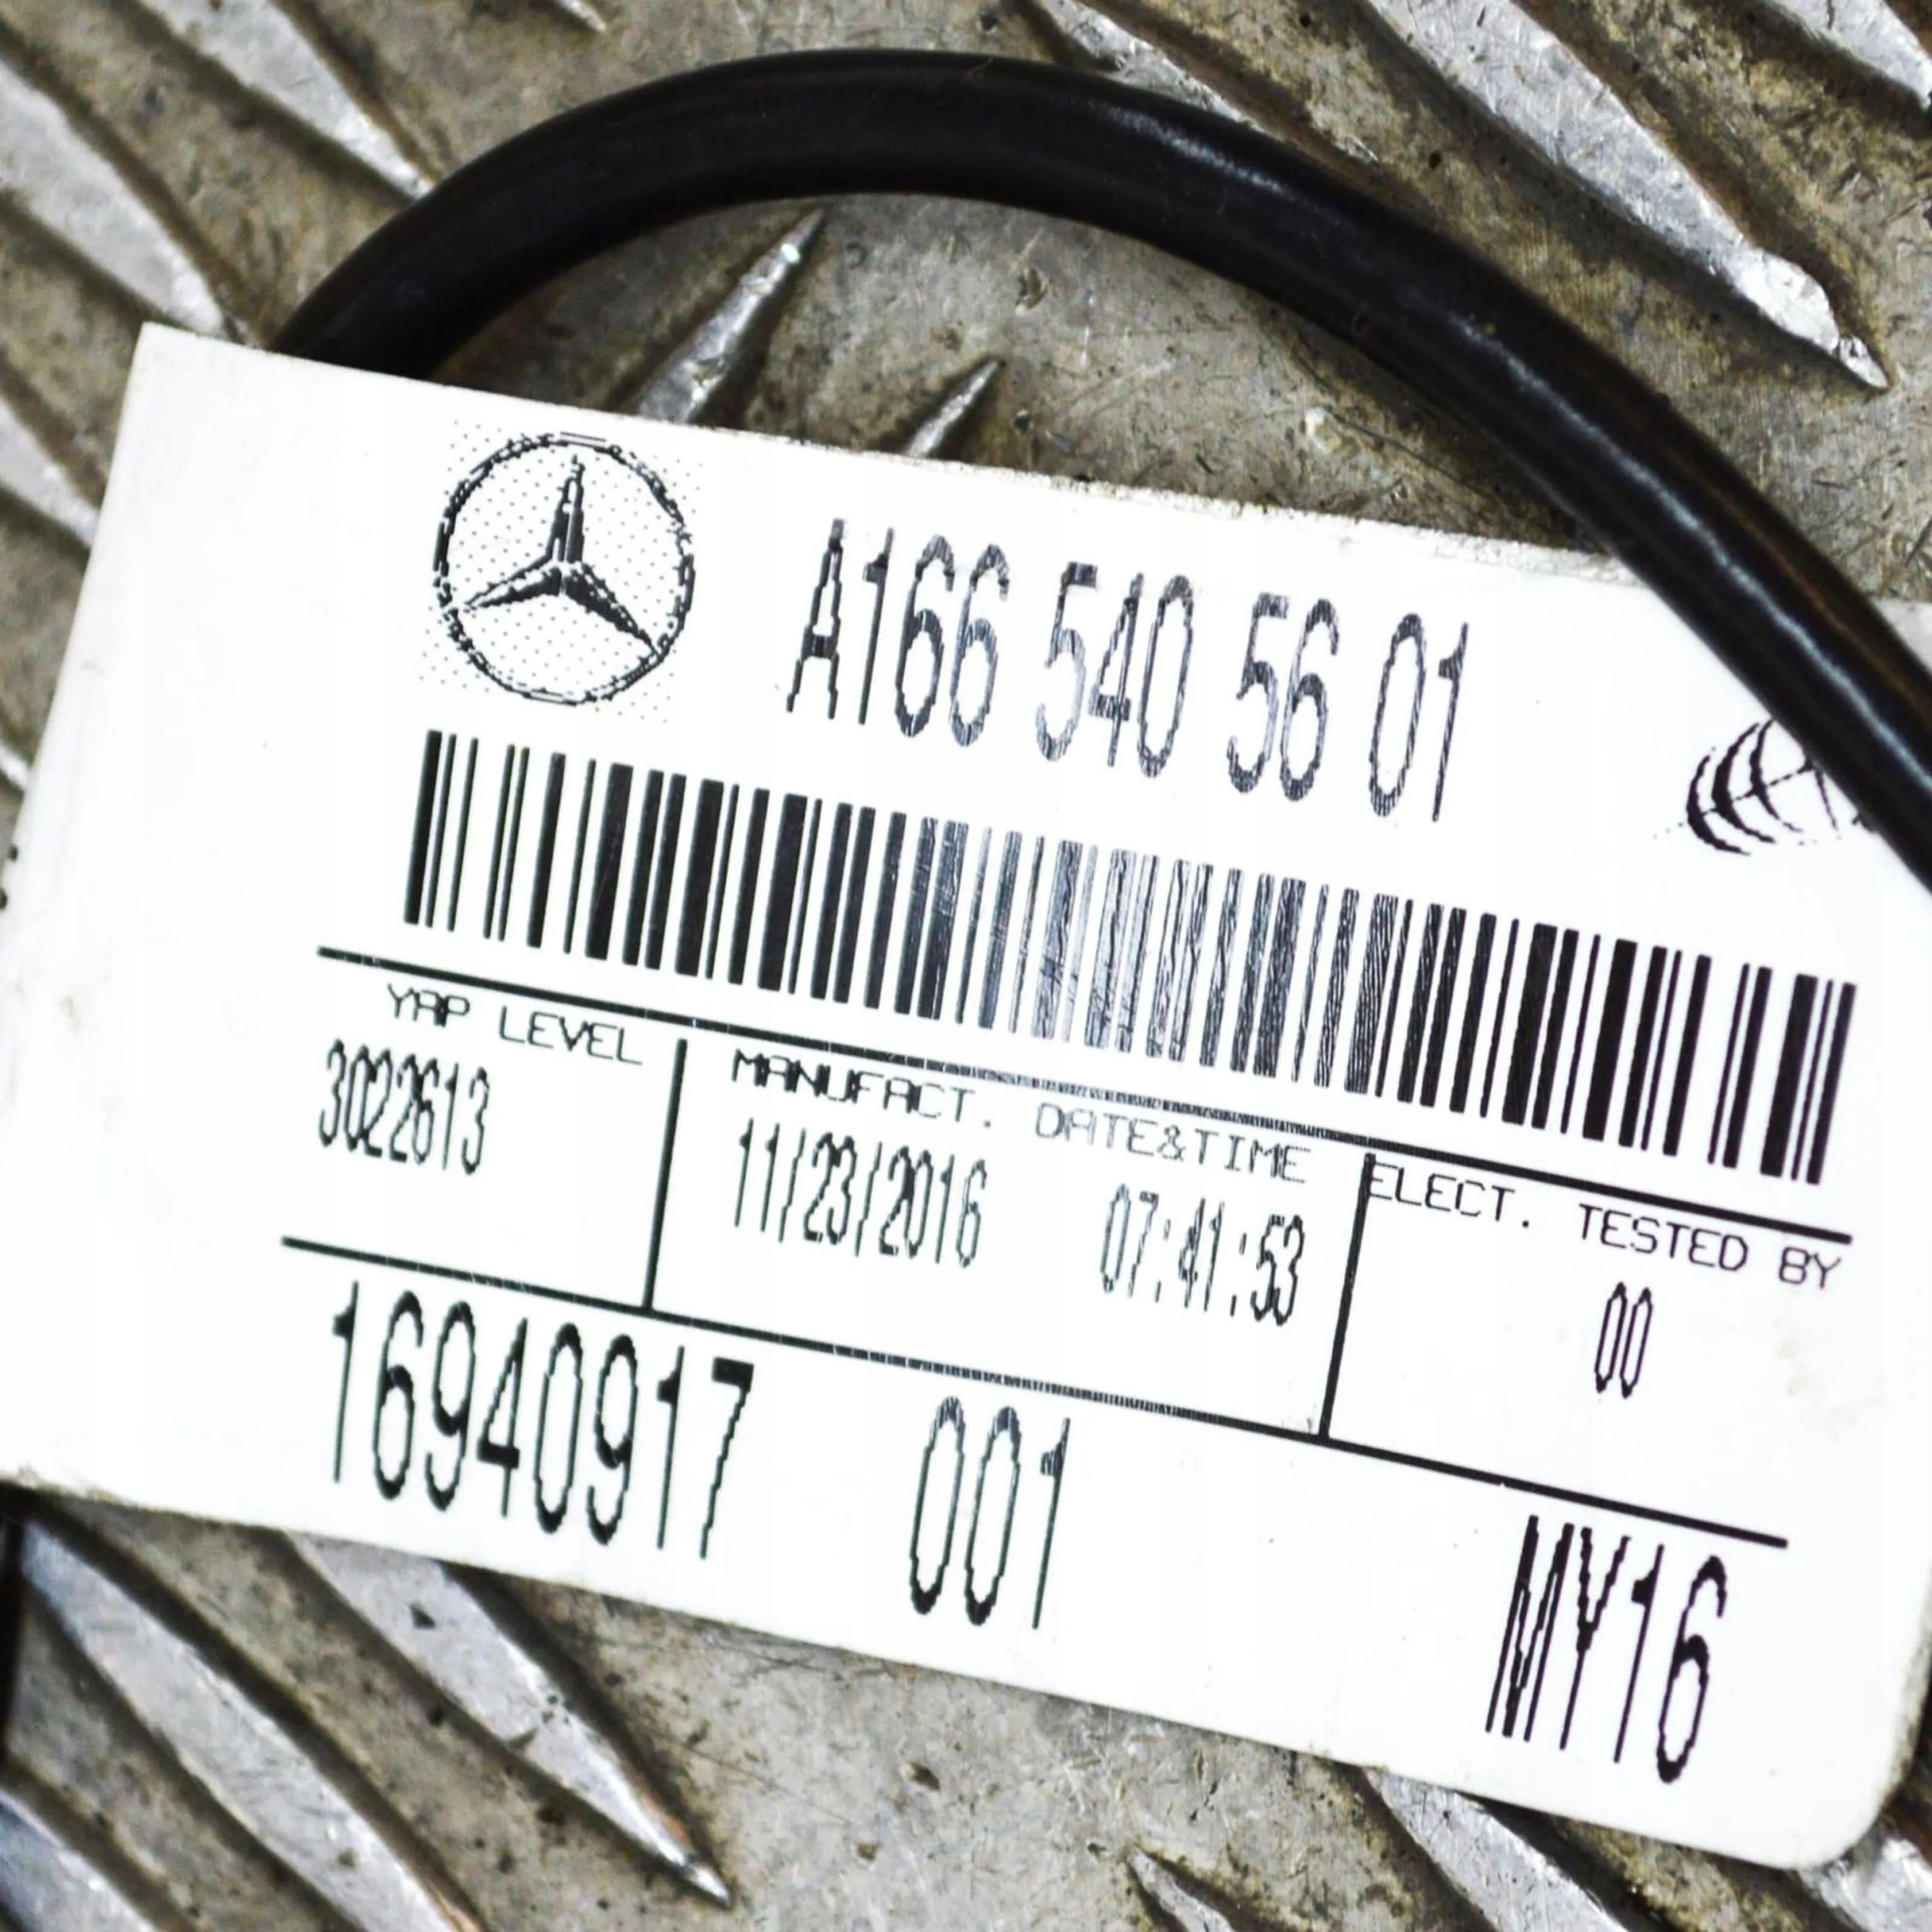 A166 540 56 01
YAP LEVEL
3022613
MANUFACT. DATE&TIME
11/23/2016 07:41:53
ELECT. TESTED BY
00
16940917 001
MY16